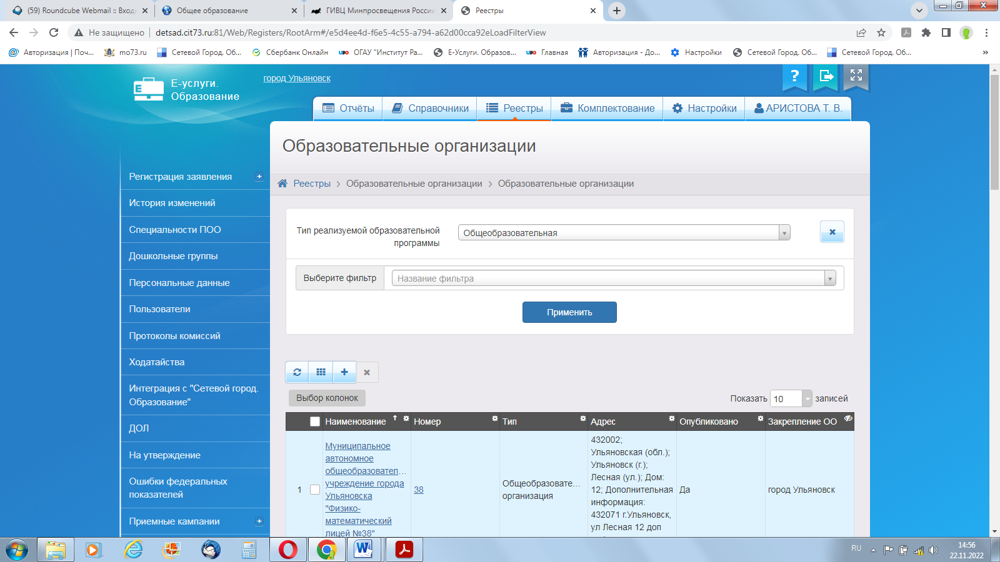 (59) Roundcube Webmail :: Входя
Общее образование
ГИВЦ Минпросвещения России
Реестры
Не защищено
detsad.cit73.ru:81/Web/Registers/RootArm#/e5d4ee4d-f6e5-4c55-a794-a62d00cca92eLoadFilterView
Авторизация | Поч...
mo73.ru
Сетевой Город. Об...
Сбербанк Онлайн
ОГАУ "Институт Ра...
Е-Услуги. Образов...
Главная
Авторизация - До...
Настройки
Сетевой Город. Об...
Сетевой Город. Об...
»
Е-услуги.
Образование
город Ульяновск
?
Отчёты
Справочники
Реестры
Комплектование
Настройки
АРИСТОВА Т. В.
Образовательные организации
Реестры > Образовательные организации > Образовательные организации
Регистрация заявления
История изменений
Специальности ПОО
Дошкольные группы
Персональные данные
Пользователи
Протоколы комиссий
Ходатайства
Интеграция с "Сетевой город.
Образование"
ДОЛ
На утверждение
Ошибки федеральных
показателей
Приемные кампании
Тип реализуемой образовательной
программы
Общеобразовательная
Выберите фильтр
Название фильтра
Применить
Выбор колонок
Показать 10 записей
Наименование
Номер
Тип
Адрес
Опубликовано
Закрепление ОО
1
Муниципальное
автономное
общеобразовател...
учреждение города
Ульяновска
"Физико-
математический
лицей №38"
38
Общеобразовате...
организация
432002;
Ульяновская (обл.);
Ульяновск (г.);
Лесная (ул.); Дом:
12; Дополнительная
информация:
432071 г.Ульяновск,
ул Лесная 12 доп
Да
город Ульяновск
RU
14:56
22.11.2022